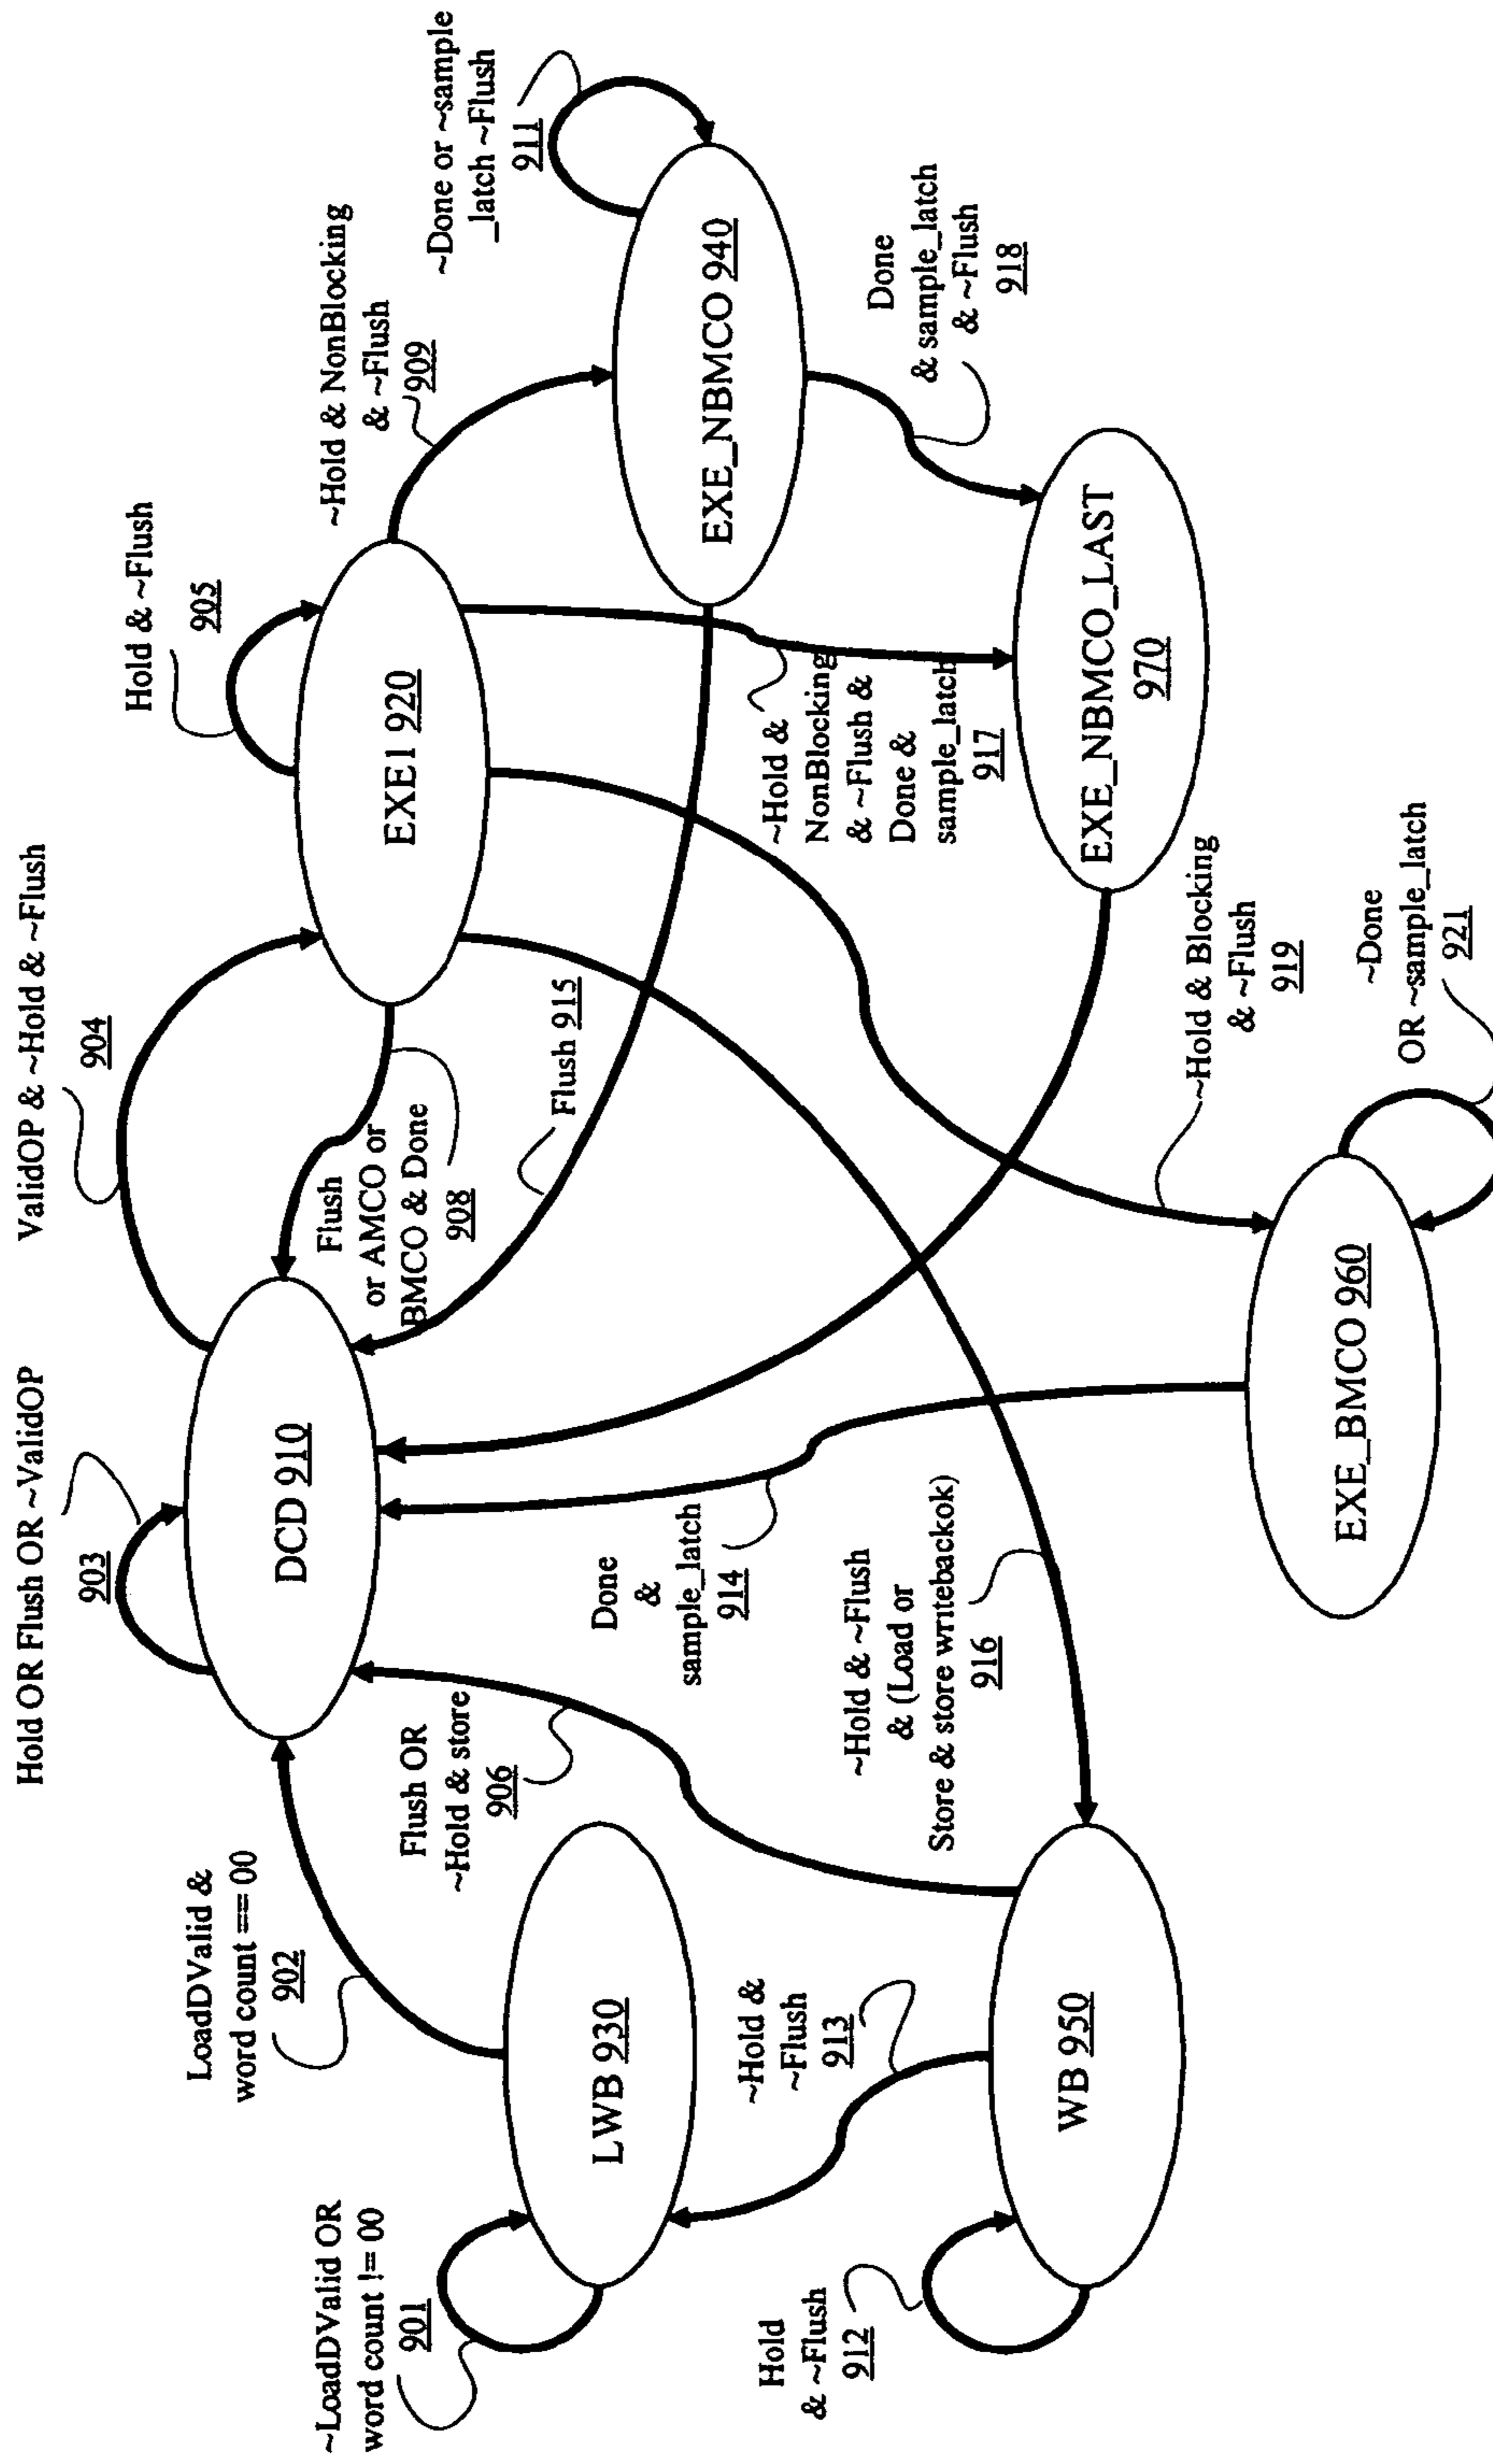 Hold OR Flush OR ~ValidOP
903
ValidOP & ~Hold & ~Flush
904
Hold & ~Flush
905
LoadDValid &
word count == 00
902
~LoadDValid OR
word count != 00
901
DCD 910
Flush
or AMCO or
BMCO & Done
908
EXE1 920
~Hold & NonBlocking
& ~Flush
909
~Done or ~sample
_latch ~Flush
911
Flush OR
~Hold & store
906
Flush 915
LWB 930
EXE_NBMCO 940
Done
&
sample_latch
914
~Hold &
NonBlocking
& ~Flush &
Done &
sample_latch
917
Done
& sample_latch
& ~Flush
918
~Hold &
~Flush
913
Hold
& ~Flush
912
~Hold & ~Flush
& (Load or
Store & store writebackok)
916
WB 950
EXE_NBMCO_LAST
970
~Hold & Blocking
& ~Flush
919
EXE_BMCO 960
~Done
OR ~sample_latch
921